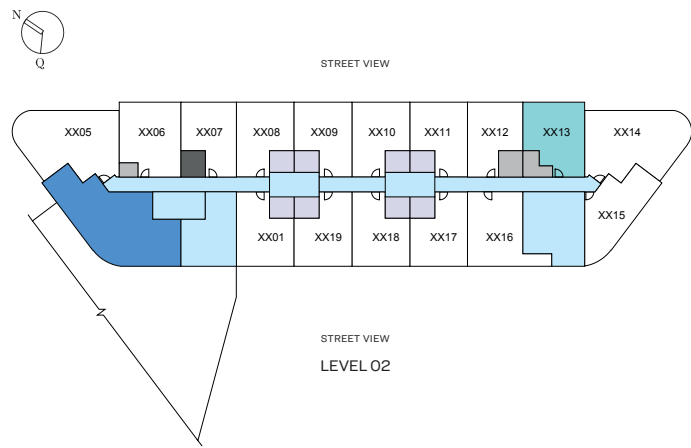 N
Q
STREET VIEW
XX05 XX06 XX07 XX08 XX09 XX10 XX11 XX12 XX13 XX14
XX15
XX01 XX19 XX18 XX17 XX16
STREET VIEW
LEVEL 02